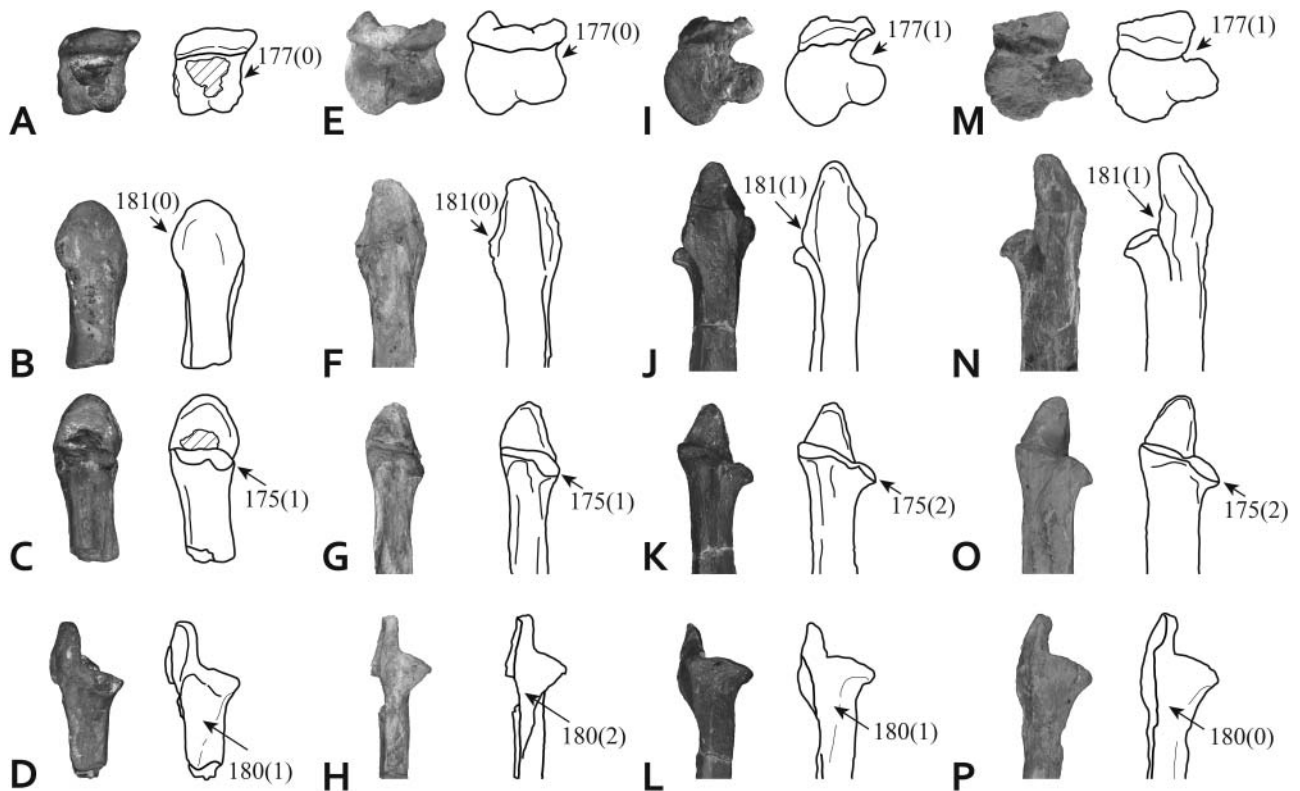 177(0)
177(0)
177(1)
177(1)
A
E
I
M
181(0)
181(0)
181(1)
181(1)
B
F
J
N
175(1)
175(1)
175(2)
175(2)
C
G
K
O
180(1)
180(2)
180(1)
180(0)
D
H
L
P